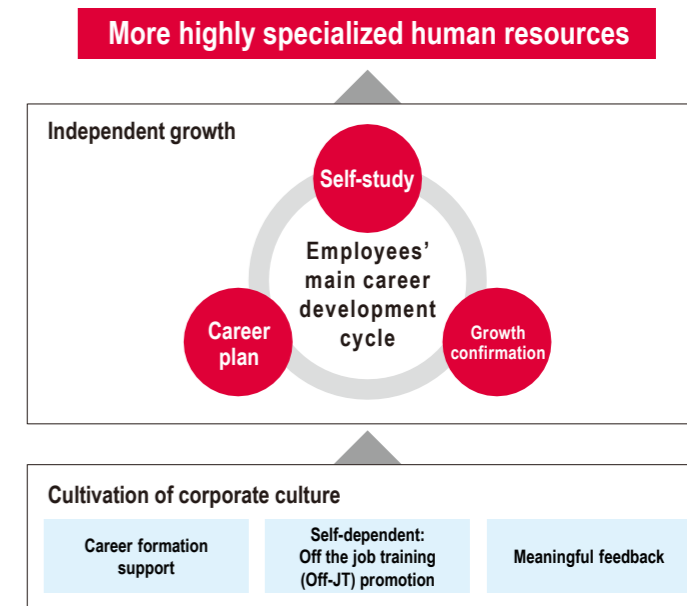 More highly specialized human resources
Independent growth
Self-study
Employees’
main career
development
cycle
Career
plan
Growth
confirmation
Cultivation of corporate culture
Career formation
support
Self-dependent:
Off the job training
(Off-JT) promotion
Meaningful feedback